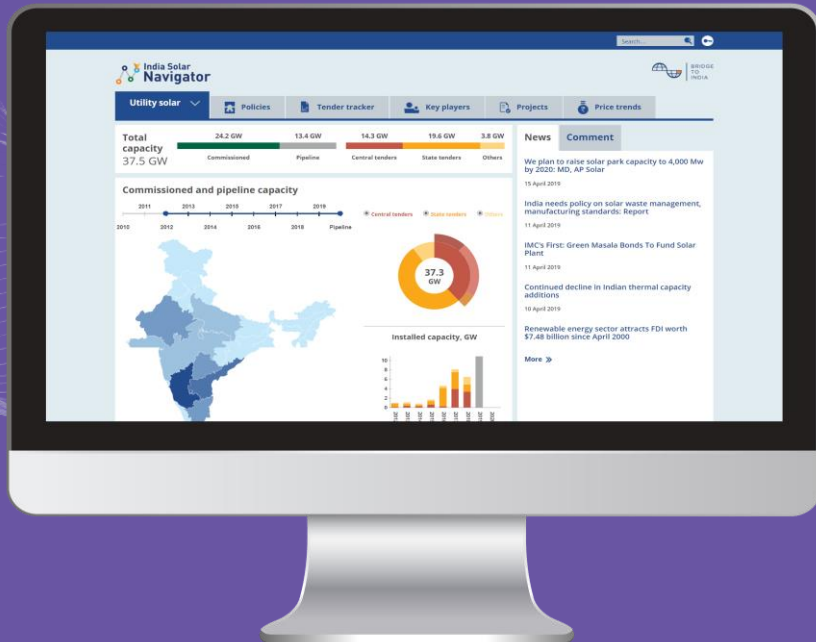 Search...
India Solar
Navigator
BRIDGE
TO
INDIA
Utility solar
Policies
Tender tracker
Key players
Projects
Price trends
Total
capacity
37.5 GW
24.2 GW 13.4 GW 14.3 GW 19.6 GW 3.8 GW
Commissioned Pipeline Central tenders State tenders Others
Commissioned and pipeline capacity
2011 2013 2015 2017 2019
2010 2012 2014 2016 2018 Pipeline
Central tenders State tenders Others
37.3
GW
Installed capacity, GW
10
8
6
4
2
0
News Comment
We plan to raise solar park capacity to 4,000 Mw
by 2020: MD, AP Solar
15 April 2019
India needs policy on solar waste management,
manufacturing standards: Report
11 April 2019
IMC's First: Green Masala Bonds To Fund Solar
Plant
11 April 2019
Continued decline in Indian thermal capacity
additions
10 April 2019
Renewable energy sector attracts FDI worth
$7.48 billion since April 2000
More »